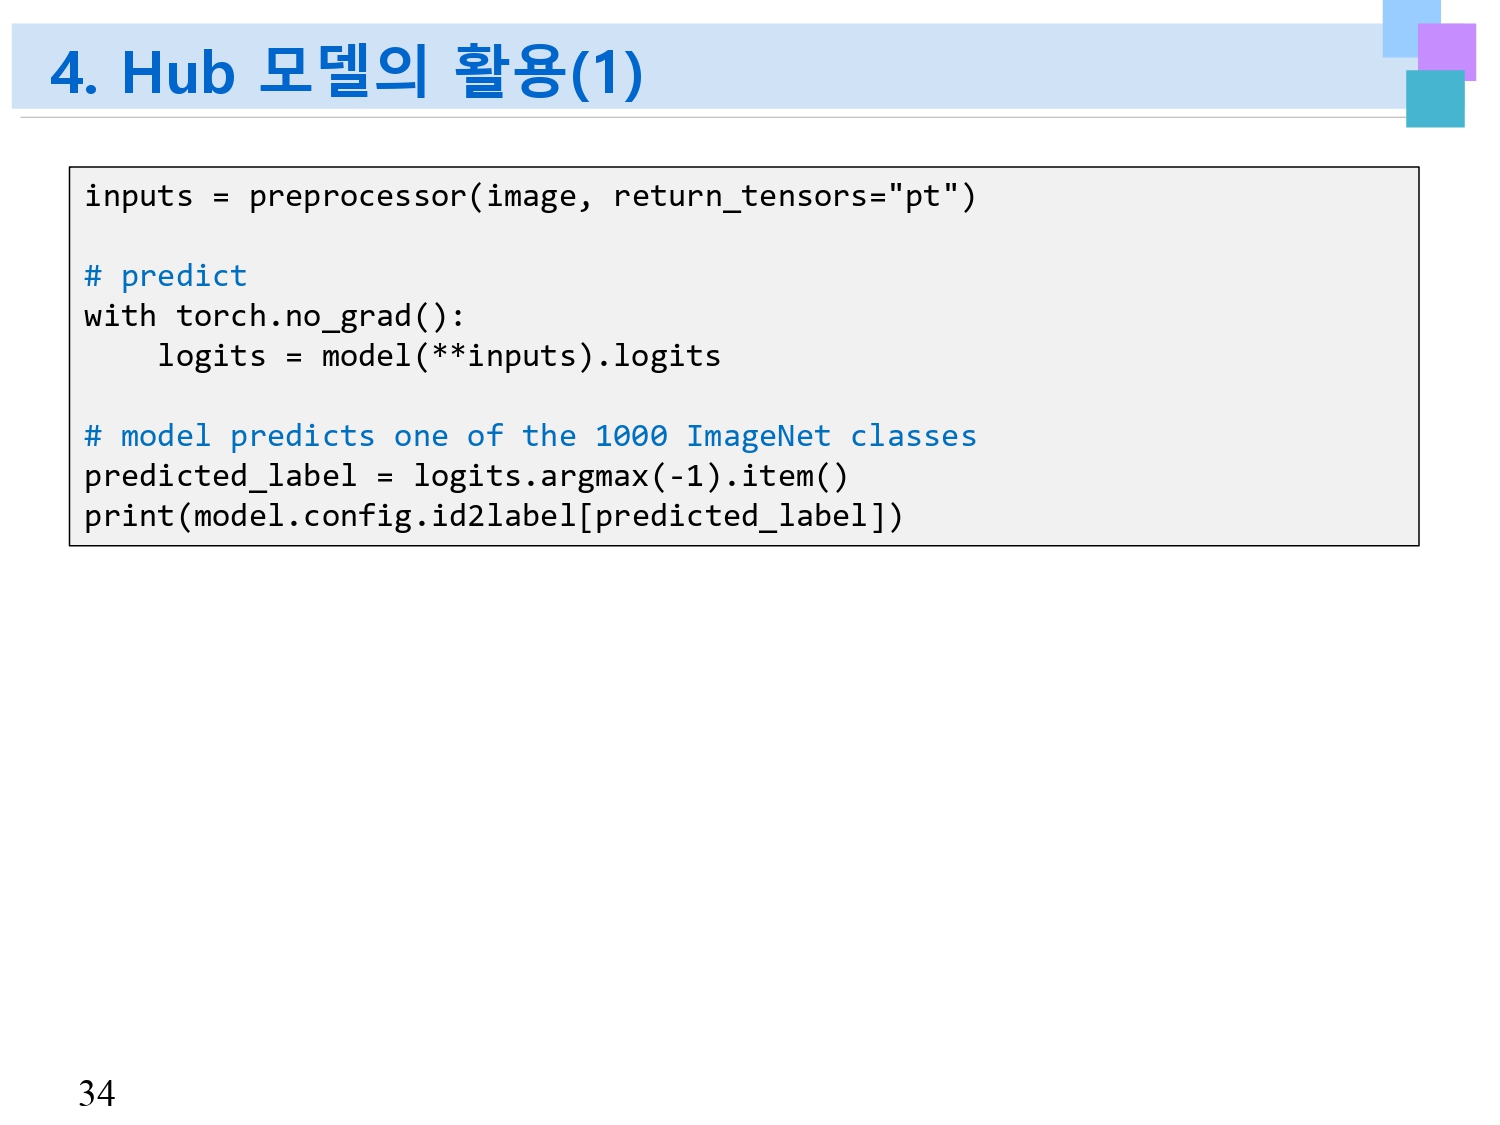 4. Hub 모델의 활용(1)
inputs = preprocessor(image, return_tensors="pt")
# predict
with torch.no_grad():
    logits = model(**inputs).logits
# model predicts one of the 1000 ImageNet classes
predicted_label = logits.argmax(-1).item()
print(model.config.id2label[predicted_label])
34